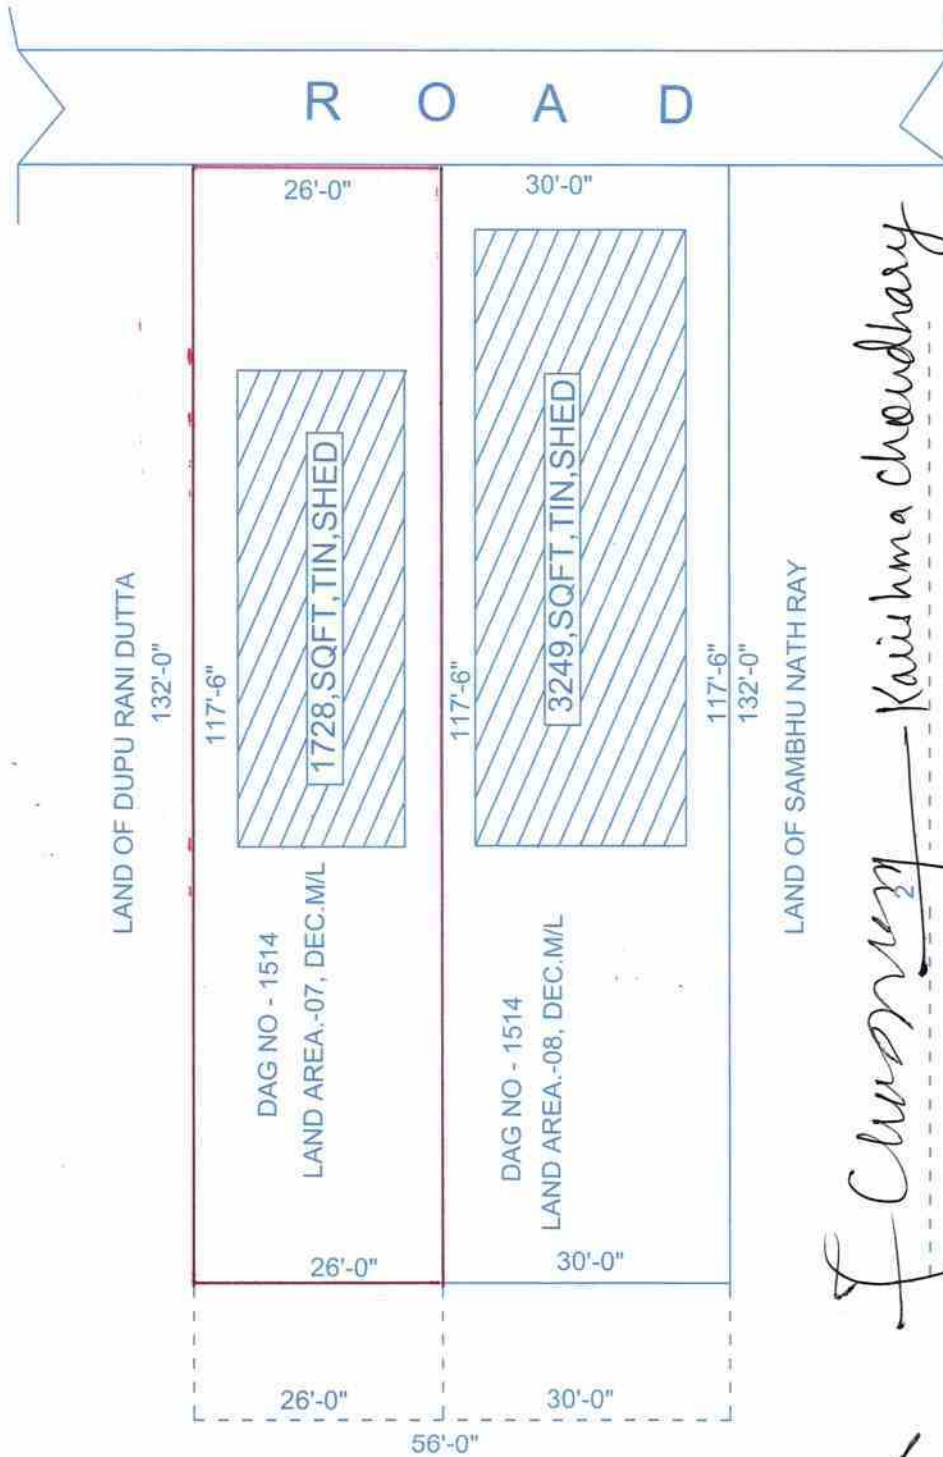 R O A D
26'-0"
30'-0"
LAND OF DUPU RANI DUTTA
132'-0"
117'-6"
1728,SQFT,TIN,SHED
117'-6"
3249,SQFT,TIN,SHED
117'-6"
132'-0"
LAND OF SAMBHU NATH RAY
DAG NO - 1514
LAND AREA.-07, DEC.M/L
DAG NO - 1514
LAND AREA.-08, DEC.M/L
26'-0"
30'-0"
26'-0"
30'-0"
56'-0"
2
choudhary